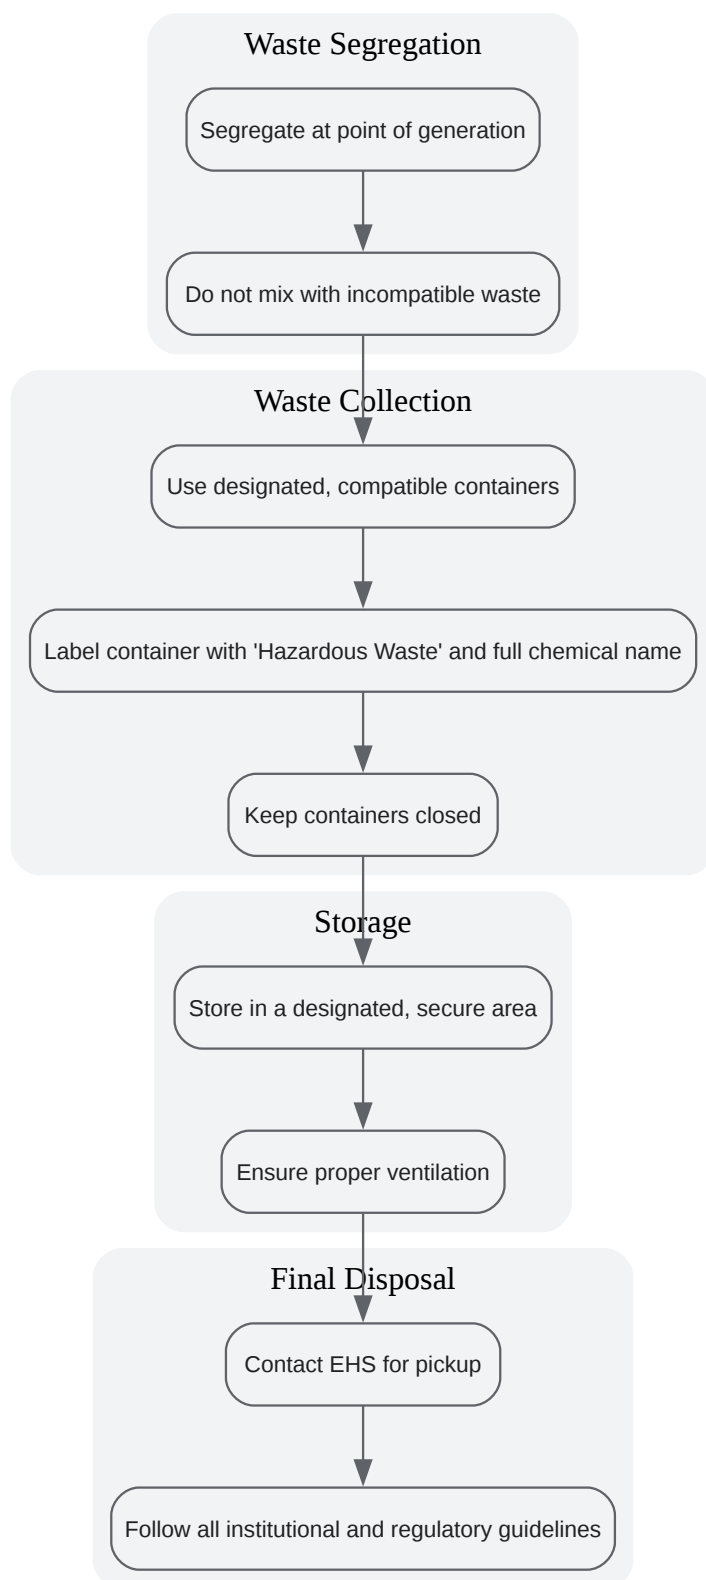 Waste Segregation
Segregate at point of generation
Do not mix with incompatible waste
Waste Collection
Use designated, compatible containers
Label container with 'Hazardous Waste' and full chemical name
Keep containers closed
Storage
Store in a designated, secure area
Ensure proper ventilation
Final Disposal
Contact EHS for pickup
Follow all institutional and regulatory guidelines